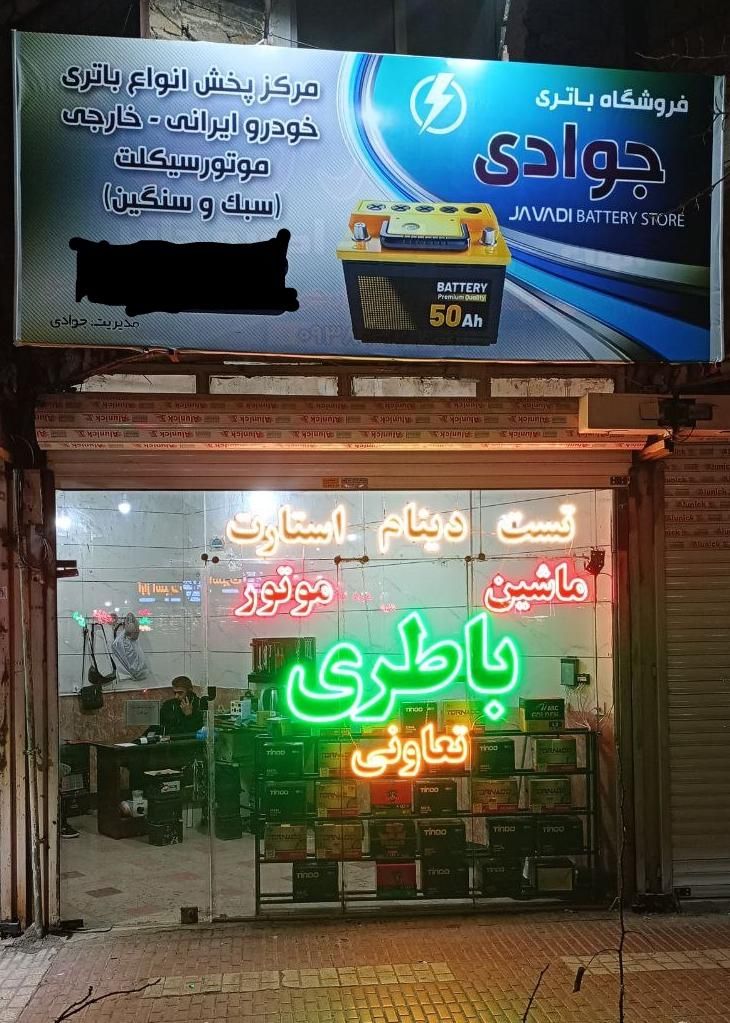 فروشگاه باتری
جوادی
JAVADI BATTERY STORE
مرکز پخش انواع باتری
خودرو ایرانی - خارجی
موتورسیکلت
(سبک و سنگین)
مدیریت: جوادی
BATTERY
Premium Quality
50Ah
تست دینام استارت
ماشین موتور
باطری
تعاونی